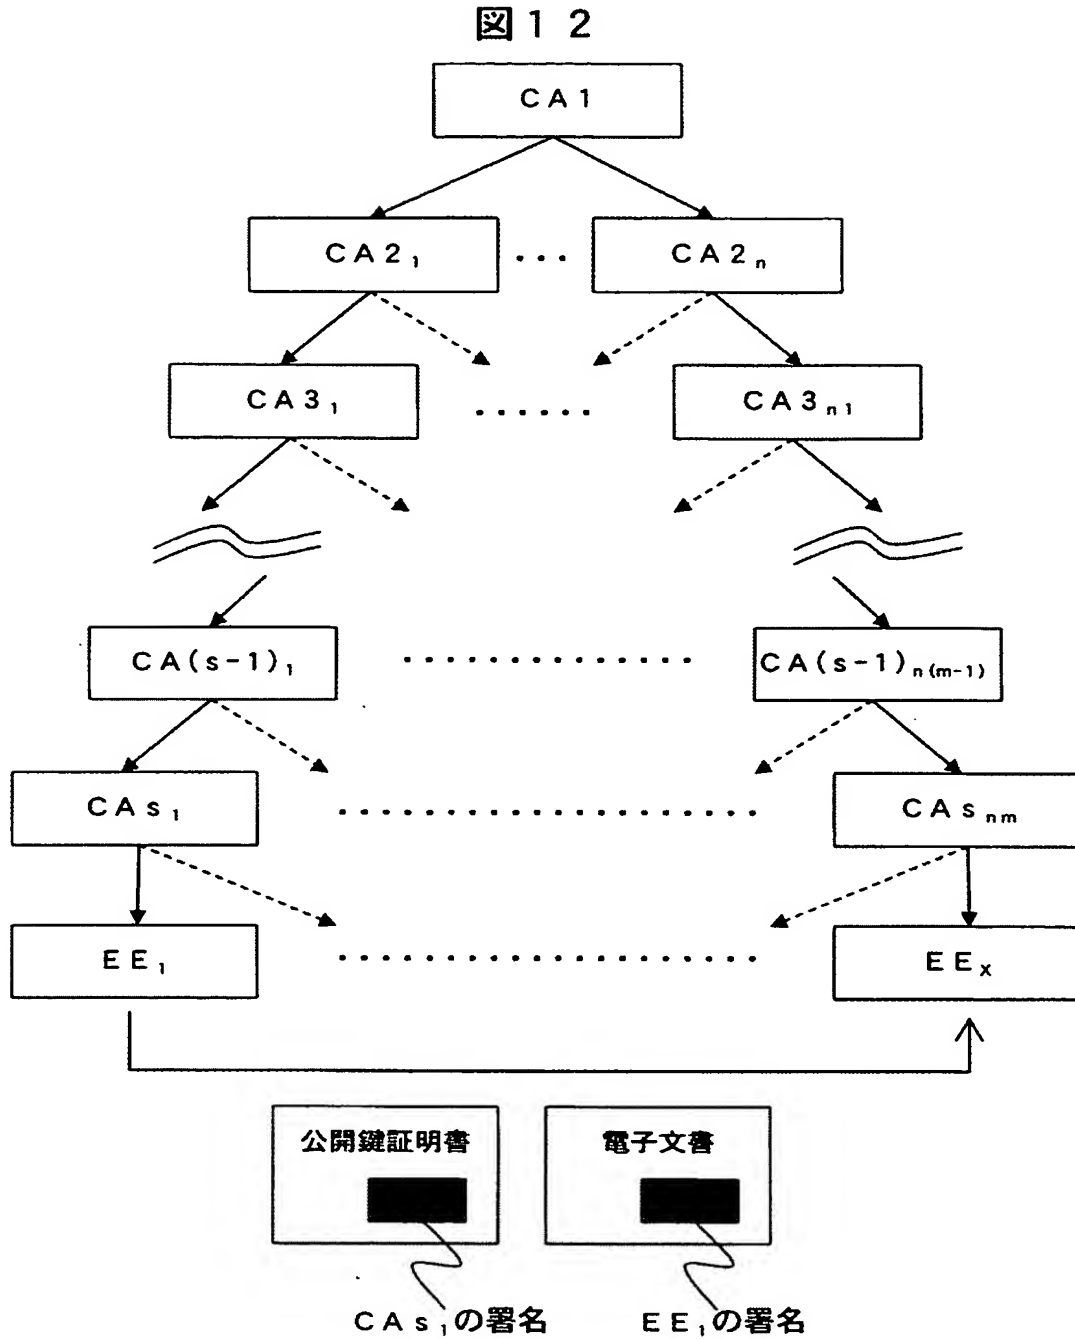 図12
CA1
CA2₁ ・・・ CA2ₙ
CA3₁ ・・・・・・ CA3ₙ₁
CA(s-1)₁ CA(s-1)ₙ₍ₘ₋₁₎
CAs₁ CAsₙₘ
EE₁ EEₓ
公開鍵証明書 電子文書
CAs₁の署名 EE₁の署名